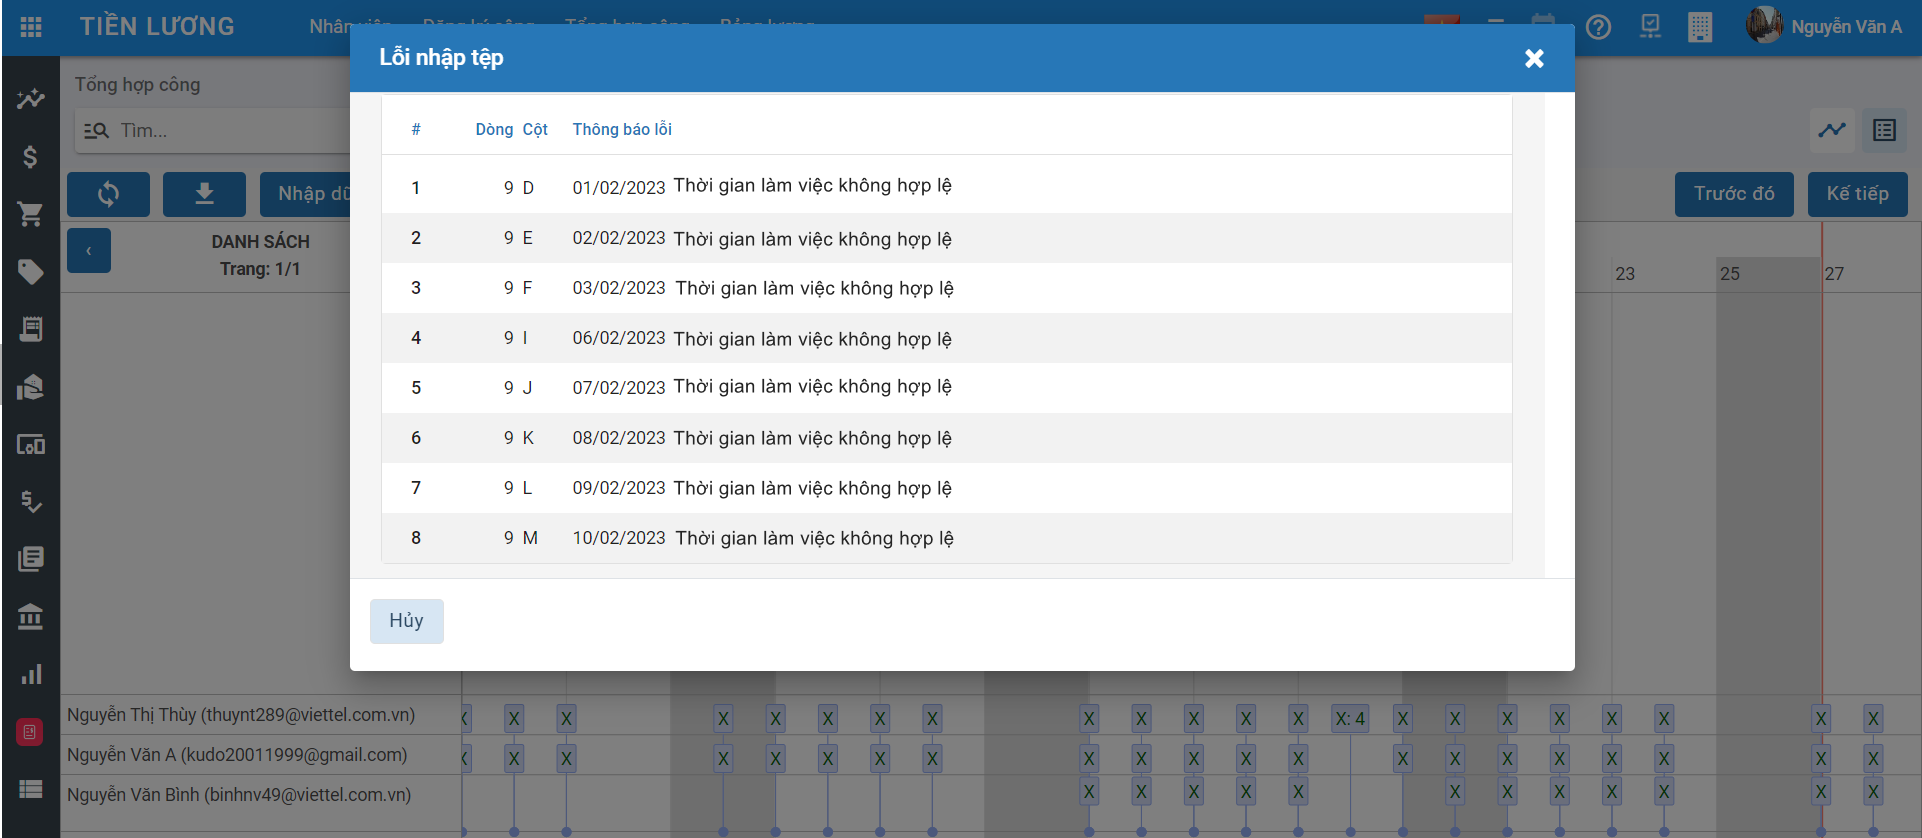 TIỀN LƯƠNG
Nhân viên Đăng ký công Tổng hợp công Bảng lương
Nguyễn Văn A
Lỗi nhập tệp
Tổng hợp công
Tìm...
# Dòng Cột Thông báo lỗi
1 9 D 01/02/2023 Thời gian làm việc không hợp lệ
2 9 E 02/02/2023 Thời gian làm việc không hợp lệ
3 9 F 03/02/2023 Thời gian làm việc không hợp lệ
4 9 I 06/02/2023 Thời gian làm việc không hợp lệ
5 9 J 07/02/2023 Thời gian làm việc không hợp lệ
6 9 K 08/02/2023 Thời gian làm việc không hợp lệ
7 9 L 09/02/2023 Thời gian làm việc không hợp lệ
8 9 M 10/02/2023 Thời gian làm việc không hợp lệ
Hủy
Nhập dữ
Trước đó
Kế tiếp
DANH SÁCH
Trang: 1/1
23 25 27
Nguyễn Thị Thùy (thuynt289@viettel.com.vn) X X X X X X X X X X X X X X: 4 X X X X X X X X
Nguyễn Văn A (kudo20011999@gmail.com) X X X X X X X X X X X X X X X X X X X X X
Nguyễn Văn Bình (binhnv49@viettel.com.vn) X X X X X X X X X X X X